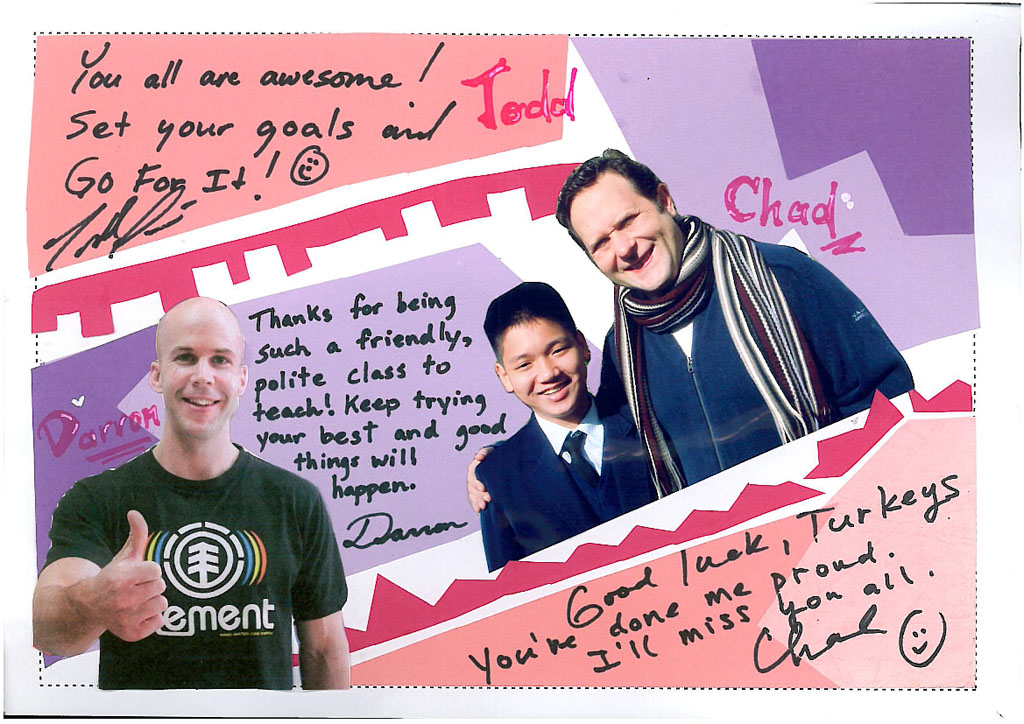 You all are awesome!
Set your goals and
Go For It!
Todd
Chad
Darron
Thanks for being
such a friendly,
polite class to
teach! Keep trying
your best and good
things will
happen.
Darron
element
Good luck, Turkeys
You've done me proud.
I'll miss you all.
Chad